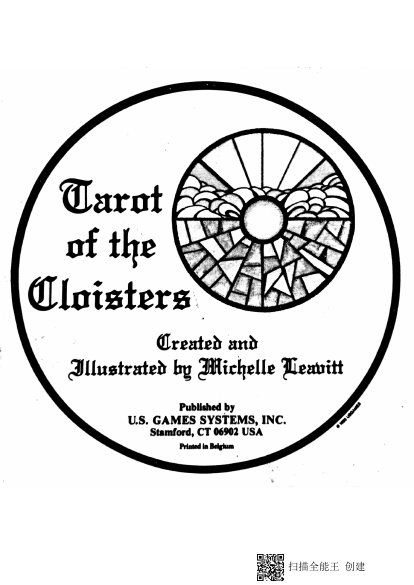 Tarot
of the
Cloisters
Created and
Illustrated by Michelle Leavitt
Published by
U.S. GAMES SYSTEMS, INC.
Stamford, CT 06902 USA
Printed in Belgium
扫描全能王 创建